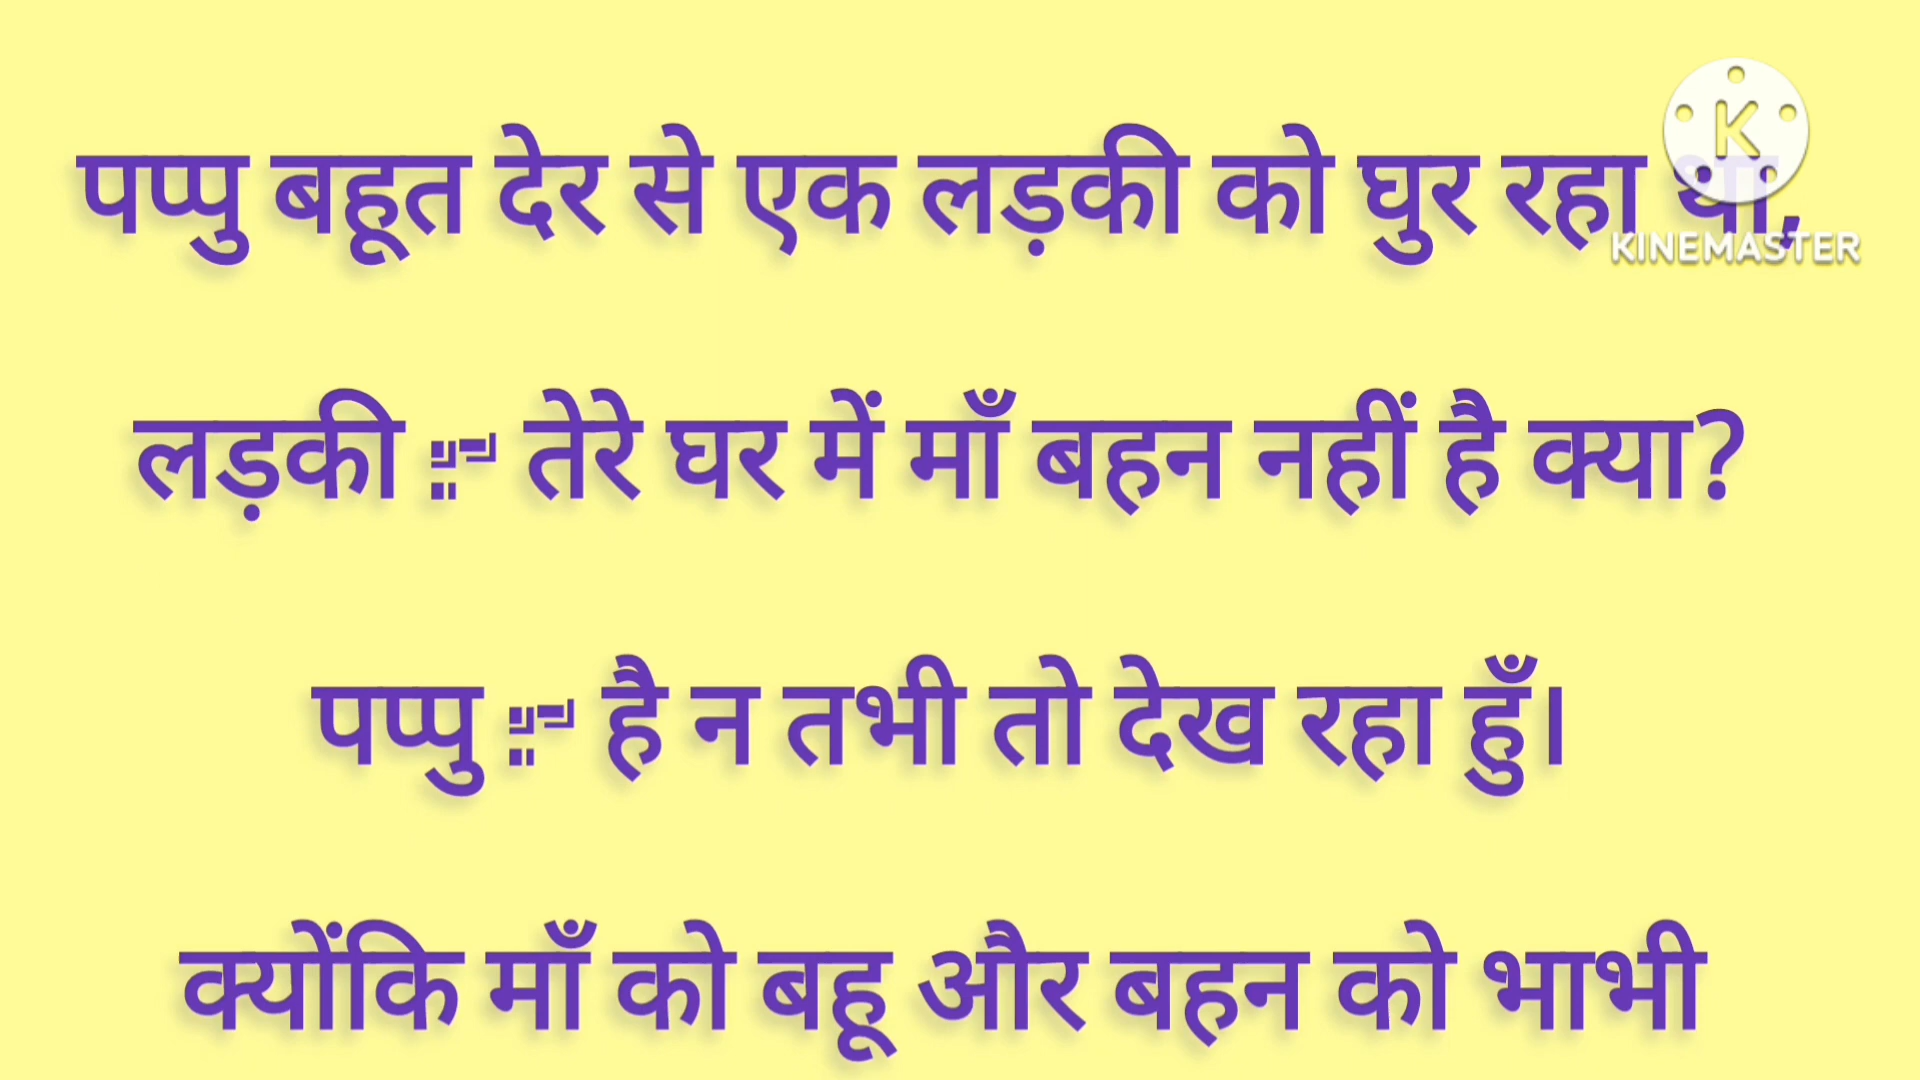 पप्पु बहूत देर से एक लड़की को घुर रहा था,
KINEMASTER
लड़की :- तेरे घर में माँ बहन नहीं है क्या?
पप्पु :- है न तभी तो देख रहा हुँ।
क्योंकि माँ को बहू और बहन को भाभी